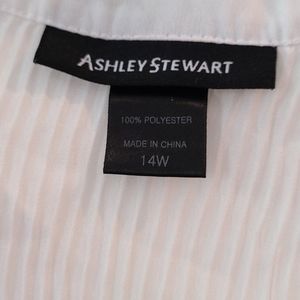 ASHLEY STEWART
100% POLYESTER
MADE IN CHINA
14W